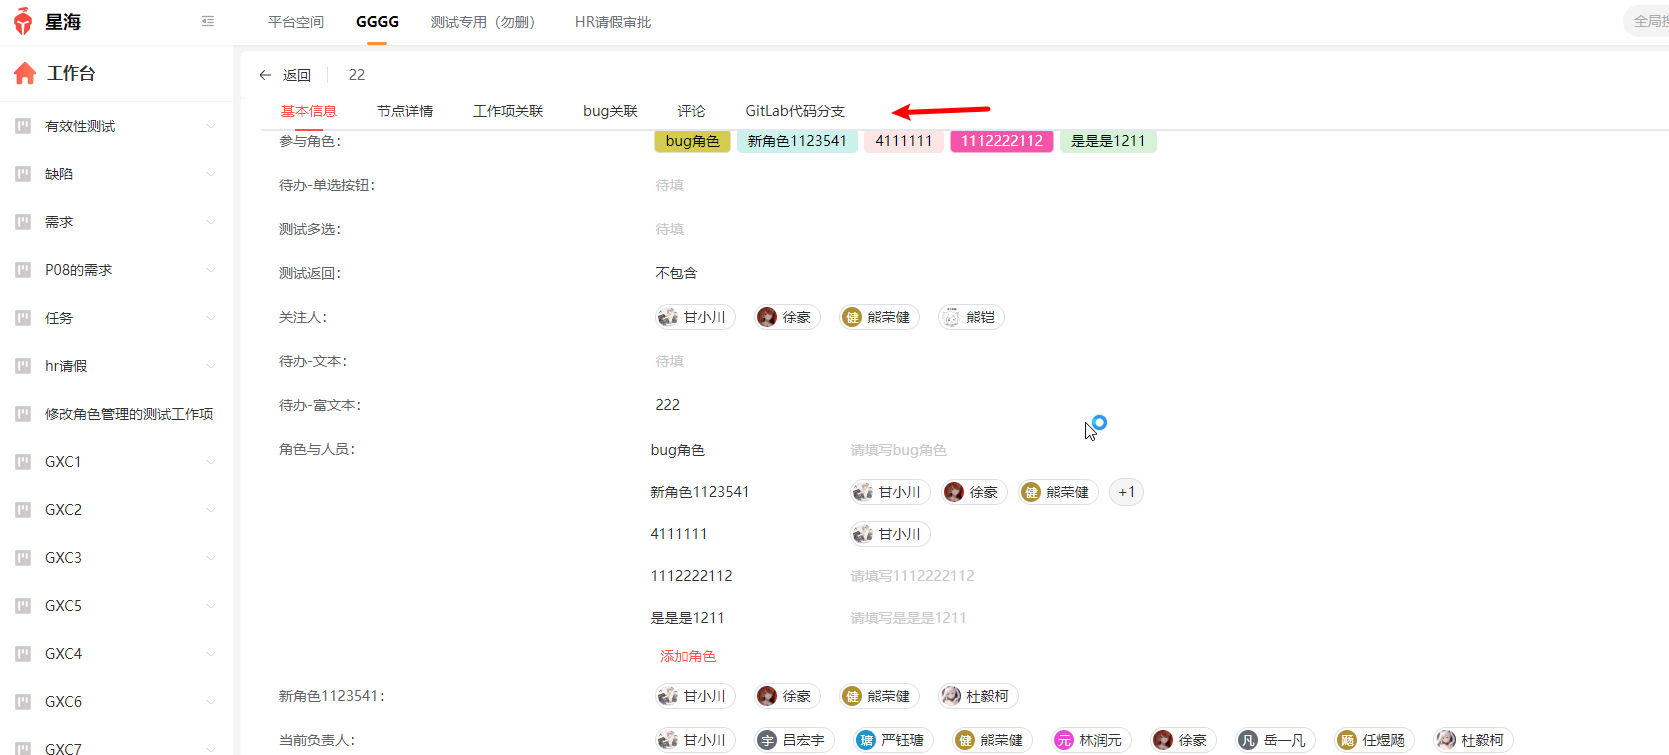 星海
平台空间 GGGG 测试专用（勿删） HR请假审批
全局
工作台
有效性测试
缺陷
需求
P08的需求
任务
hr请假
修改角色管理的测试工作项
GXC1
GXC2
GXC3
GXC5
GXC4
GXC6
GXC7
返回 22
基本信息 节点详情 工作项关联 bug关联 评论 GitLab代码分支
参与角色： bug角色 新角色1123541 4111111 1112222112 是是是1211
待办-单选按钮： 待填
测试多选： 待填
测试返回： 不包含
关注人： 甘小川 徐豪 健 熊荣健 熊铠
待办-文本： 待填
待办-富文本： 222
角色与人员： bug角色 请填写bug角色
新角色1123541 甘小川 徐豪 健 熊荣健 +1
4111111 甘小川
1112222112 请填写1112222112
是是是1211 请填写是是是1211
添加角色
新角色1123541： 甘小川 徐豪 健 熊荣健 杜毅柯
当前负责人： 甘小川 宇 吕宏宇 瑭 严钰瑭 健 熊荣健 元 林润元 徐豪 凡 岳一凡 飏 任煜飏 杜毅柯